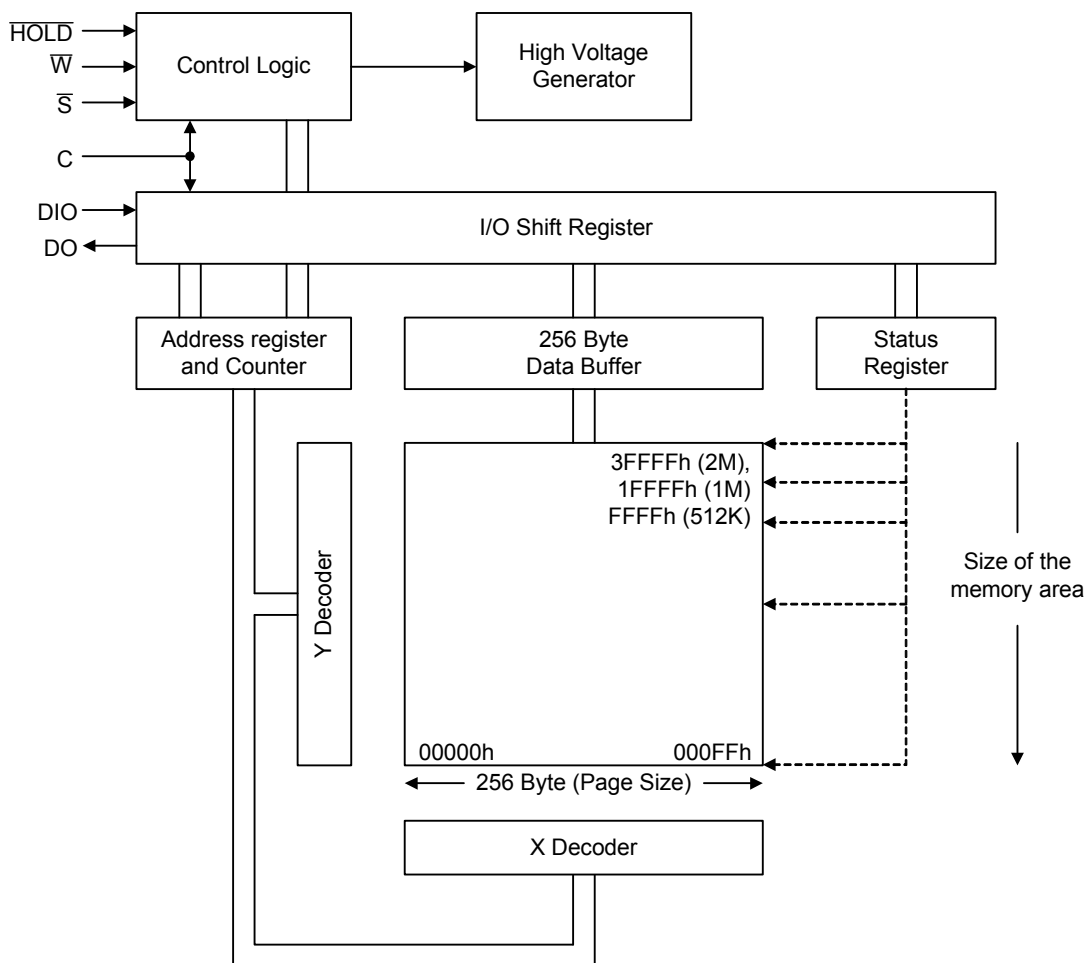 HOLD
W
S
C
DIO
DO
Control Logic
High Voltage
Generator
I/O Shift Register
Address register
and Counter
256 Byte
Data Buffer
Status
Register
3FFFFh (2M),
1FFFFh (1M)
FFFFh (512K)
Y Decoder
Size of the
memory area
00000h
000FFh
256 Byte (Page Size)
X Decoder